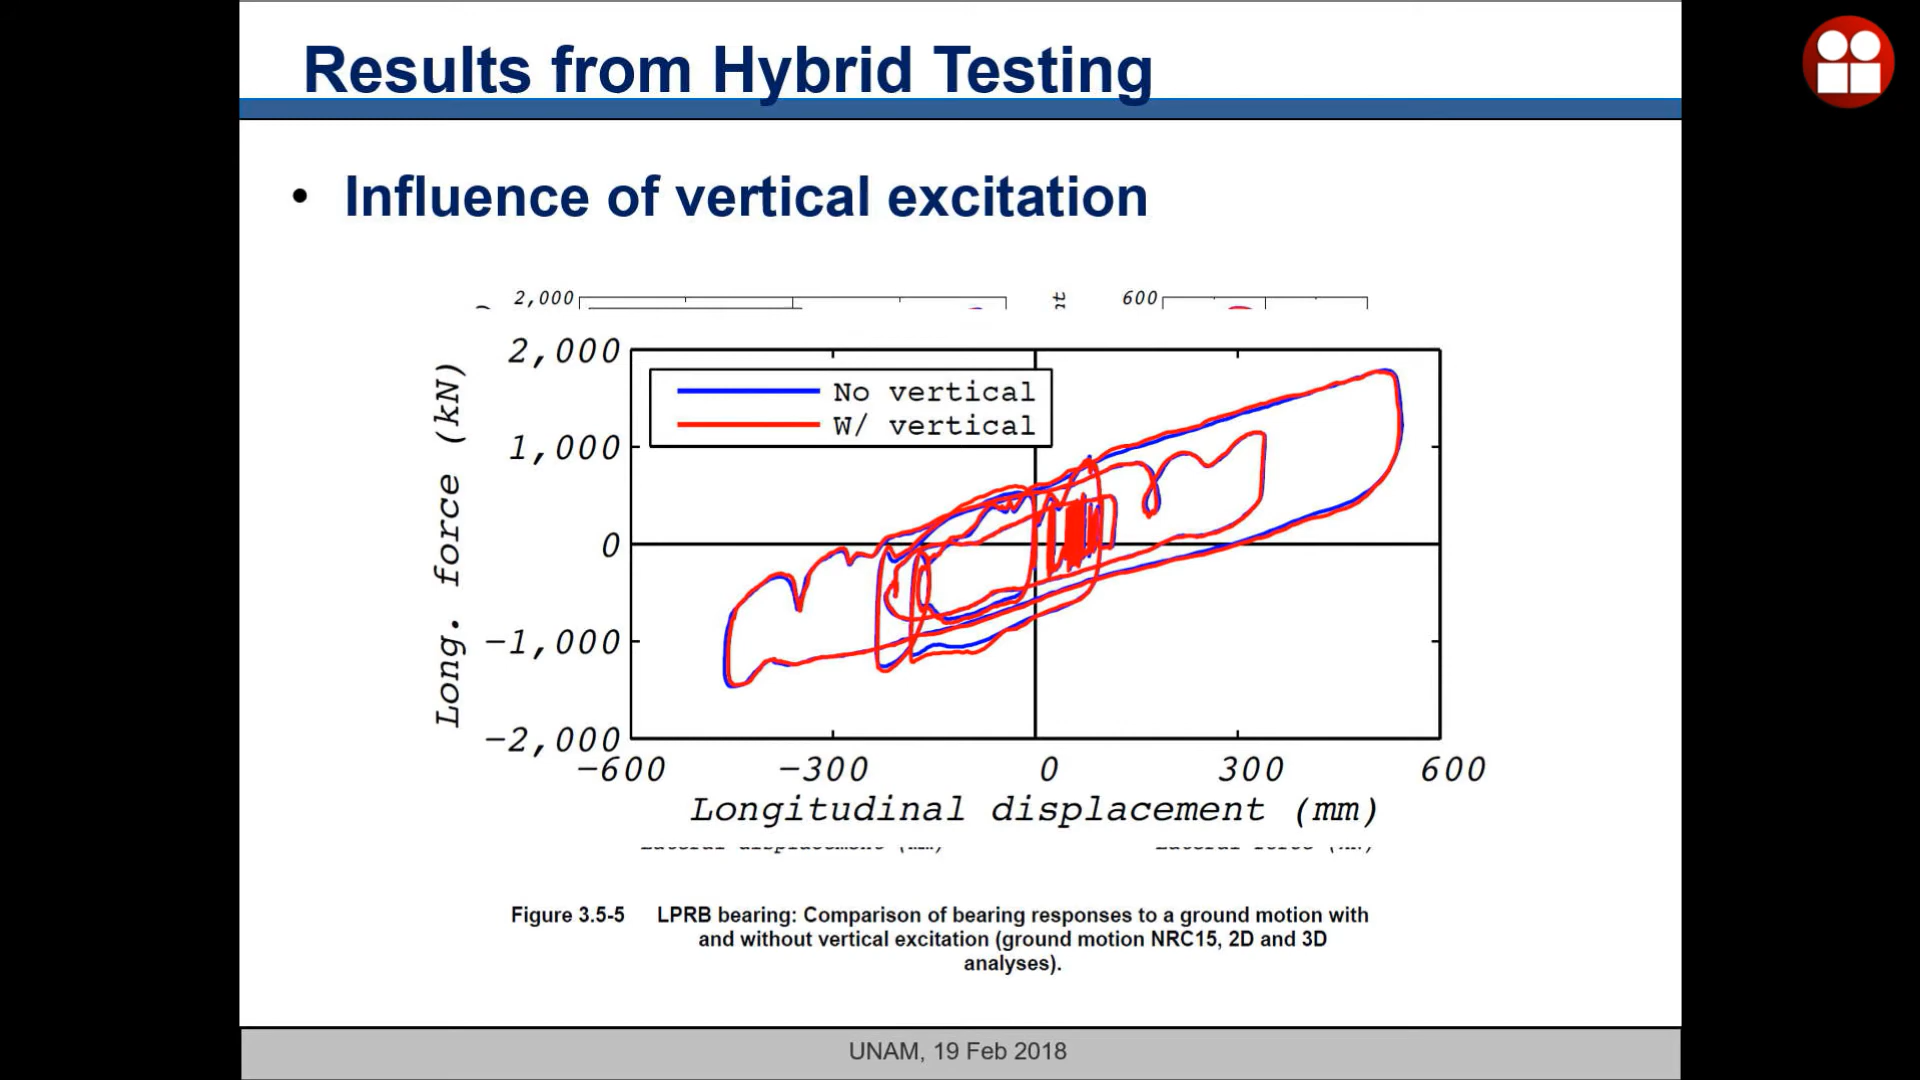 Results from Hybrid Testing
• Influence of vertical excitation
2,000
600
2,000
No vertical
W/ vertical
1,000
0
−1,000
−2,000
Long. force (kN)
−600 −300 0 300 600
Longitudinal displacement (mm)
Figure 3.5-5 LPRB bearing: Comparison of bearing responses to a ground motion with
and without vertical excitation (ground motion NRC15, 2D and 3D
analyses).
UNAM, 19 Feb 2018